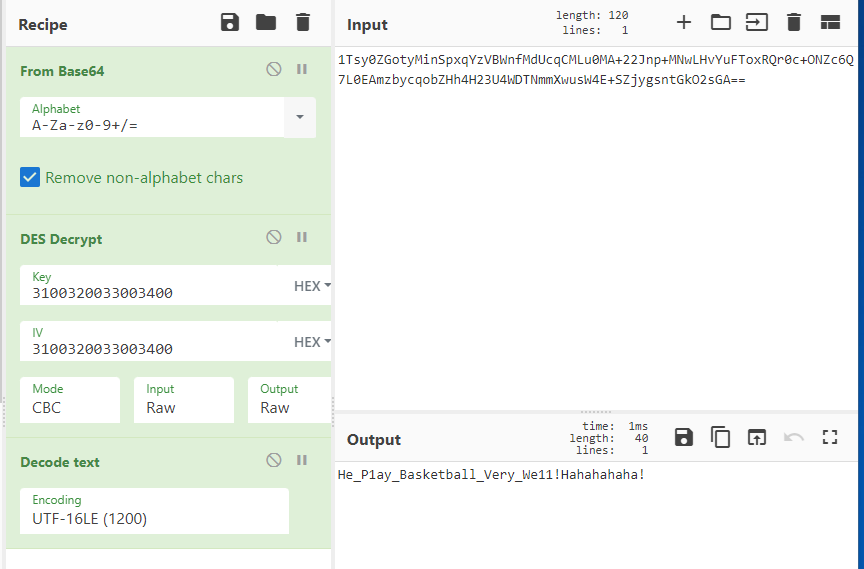 Recipe
From Base64
Alphabet
A-Za-z0-9+/=
Remove non-alphabet chars
DES Decrypt
Key
3100320033003400
HEX
IV
3100320033003400
HEX
Mode
CBC
Input
Raw
Output
Raw
Decode text
Encoding
UTF-16LE (1200)
Input
length: 120
lines: 1
1Tsy0ZGotyMinSpxqYzVBWnfMdUcqCMLu0MA+22Jnp+MNwLHvYuFToxRQr0c+ONZc6Q
7L0EAmzbycqobZHh4H23U4WDTNmmXwusW4E+SZjygsntGkO2sGA==
Output
time: 1ms
length: 40
lines: 1
He_P1ay_Basketball_Very_We11!Hahahahaha!